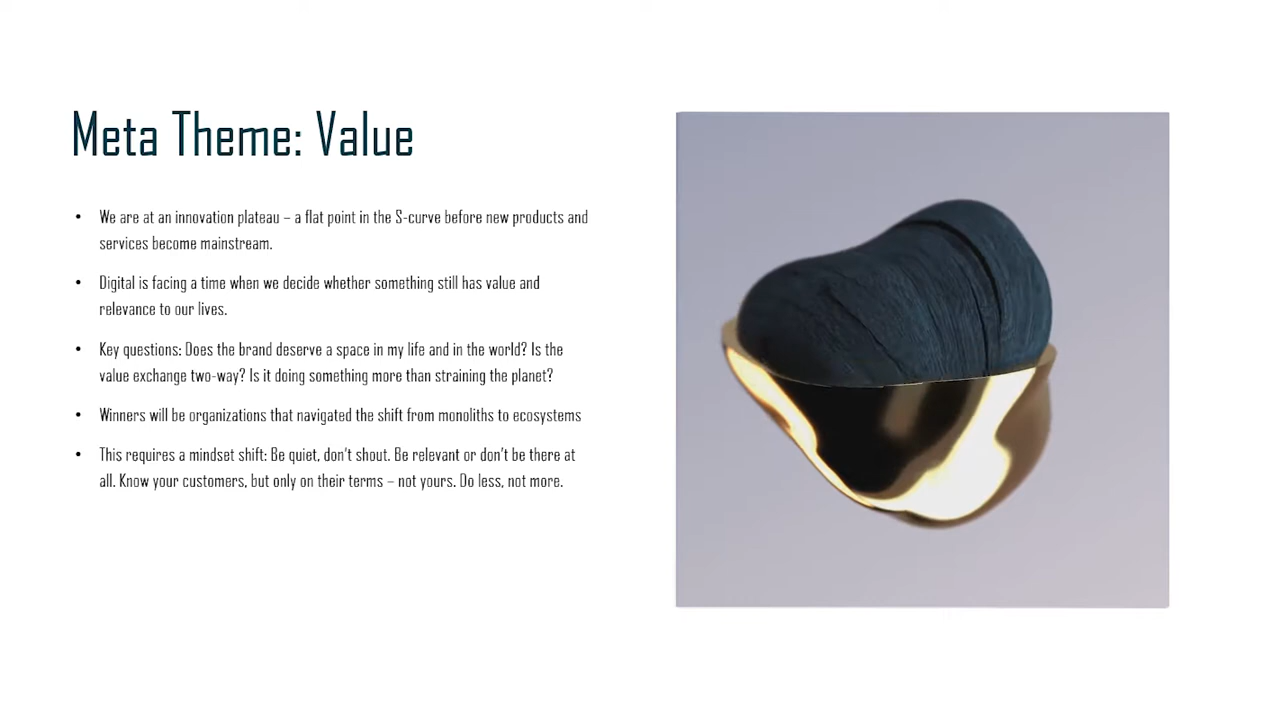 Meta Theme: Value
• We are at an innovation plateau – a flat point in the S-curve before new products and
services become mainstream.
• Digital is facing a time when we decide whether something still has value and
relevance to our lives.
• Key questions: Does the brand deserve a space in my life and in the world? Is the
value exchange two-way? Is it doing something more than straining the planet?
• Winners will be organizations that navigated the shift from monoliths to ecosystems
• This requires a mindset shift: Be quiet, don't shout. Be relevant or don't be there at
all. Know your customers, but only on their terms – not yours. Do less, not more.